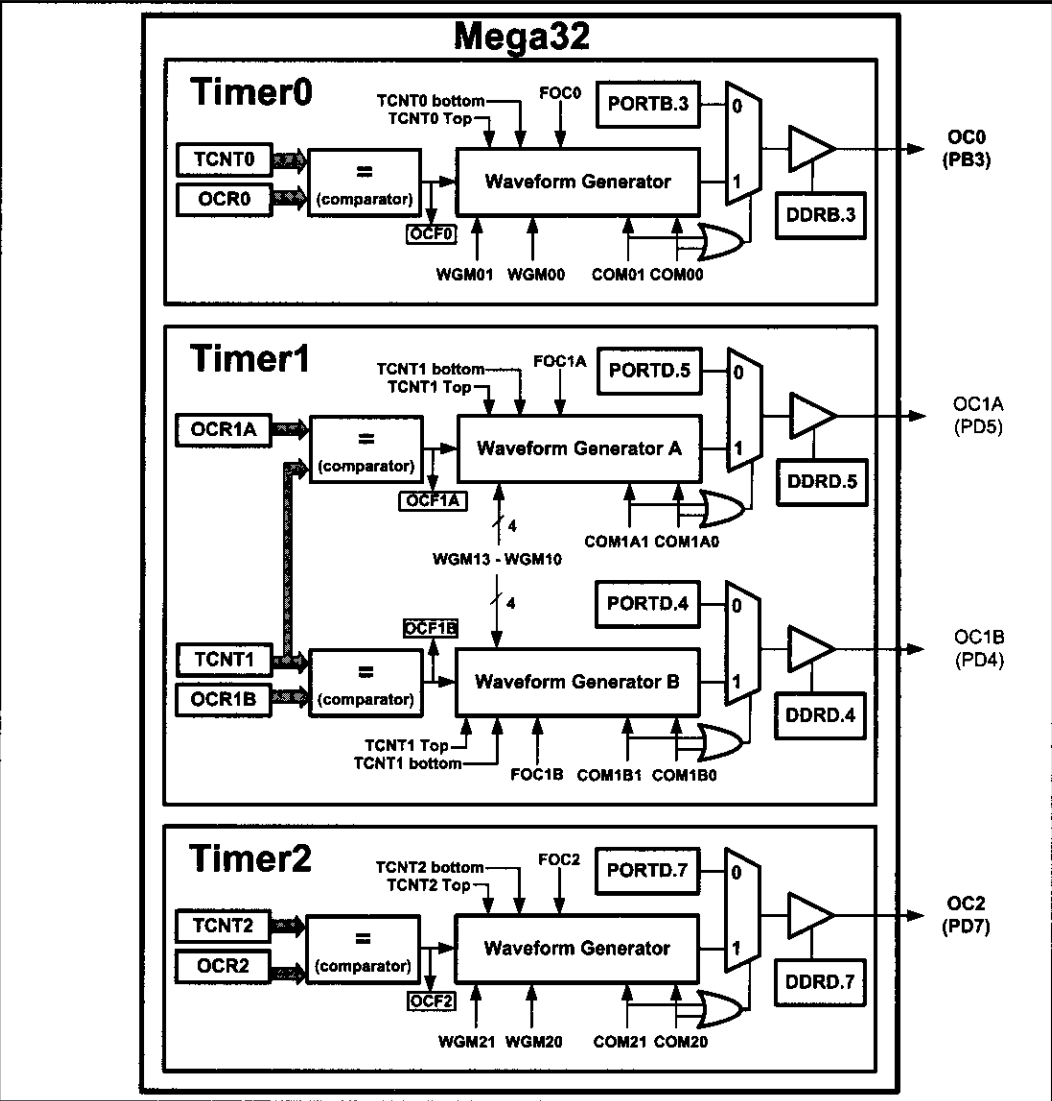 Mega32
Timer0
TCNT0 bottom
TCNT0 Top
FOC0
PORTB.3
0
OC0
(PB3)
TCNT0
OCR0
=
(comparator)
Waveform Generator
1
DDRB.3
OCF0
WGM01 WGM00 COM01 COM00
Timer1
TCNT1 bottom
TCNT1 Top
FOC1A
PORTD.5
0
OC1A
(PD5)
OCR1A
=
(comparator)
Waveform Generator A
1
DDRD.5
OCF1A
4
COM1A1 COM1A0
WGM13 - WGM10
4
PORTD.4
0
OCF1B
OC1B
(PD4)
TCNT1
OCR1B
=
(comparator)
Waveform Generator B
1
DDRD.4
TCNT1 Top
TCNT1 bottom
FOC1B COM1B1 COM1B0
Timer2
TCNT2 bottom
TCNT2 Top
FOC2
PORTD.7
0
OC2
(PD7)
TCNT2
OCR2
=
(comparator)
Waveform Generator
1
DDRD.7
OCF2
WGM21 WGM20 COM21 COM20